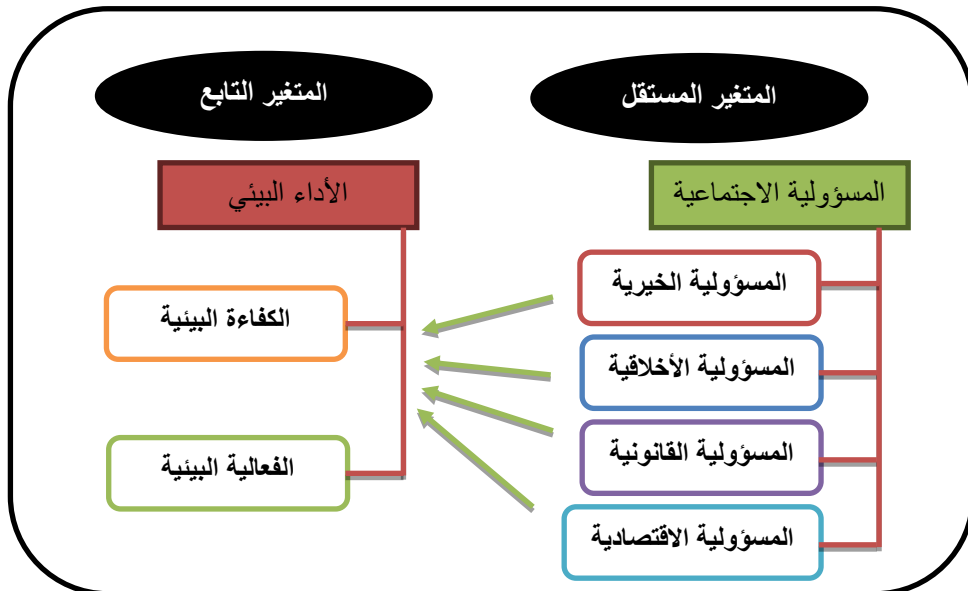 المتغير المستقل
المتغير التابع
المسؤولية الاجتماعية
الأداء البيئي
المسؤولية الخيرية
الكفاءة البيئية
المسؤولية الأخلاقية
المسؤولية القانونية
الفعالية البيئية
المسؤولية الاقتصادية